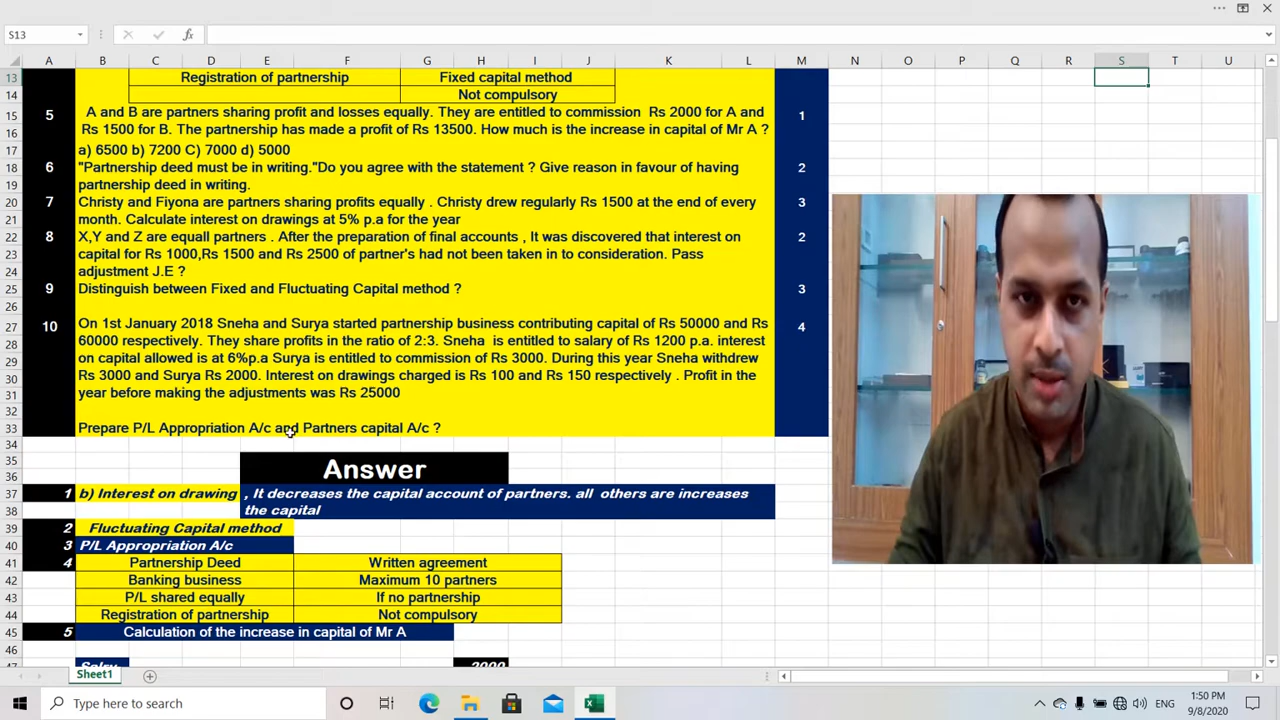 S13
A B C D E F G H I J K L M N O P Q R S T U
13 Registration of partnership Fixed capital method
14 Not compulsory
15 5 A and B are partners sharing profit and losses equally. They are entitled to commission Rs 2000 for A and 1
16 Rs 1500 for B. The partnership has made a profit of Rs 13500. How much is the increase in capital of Mr A ?
17 a) 6500 b) 7200 C) 7000 d) 5000
18 6 "Partnership deed must be in writing."Do you agree with the statement ? Give reason in favour of having 2
19 partnership deed in writing.
20 7 Christy and Fiyona are partners sharing profits equally . Christy drew regularly Rs 1500 at the end of every 3
21 month. Calculate interest on drawings at 5% p.a for the year
22 8 X,Y and Z are equall partners . After the preparation of final accounts , It was discovered that interest on 2
23 capital for Rs 1000,Rs 1500 and Rs 2500 of partner's had not been taken in to consideration. Pass
24 adjustment J.E ?
25 9 Distinguish between Fixed and Fluctuating Capital method ? 3
26
27 10 On 1st January 2018 Sneha and Surya started partnership business contributing capital of Rs 50000 and Rs 4
28 60000 respectively. They share profits in the ratio of 2:3. Sneha is entitled to salary of Rs 1200 p.a. interest
29 on capital allowed is at 6%p.a Surya is entitled to commission of Rs 3000. During this year Sneha withdrew
30 Rs 3000 and Surya Rs 2000. Interest on drawings charged is Rs 100 and Rs 150 respectively . Profit in the
31 year before making the adjustments was Rs 25000
32
33 Prepare P/L Appropriation A/c and Partners capital A/c ?
34
35
36 Answer
37 1 b) Interest on drawing , It decreases the capital account of partners. all others are increases
38 the capital
39 2 Fluctuating Capital method
40 3 P/L Appropriation A/c
41 4 Partnership Deed Written agreement
42 Banking business Maximum 10 partners
43 P/L shared equally If no partnership
44 Registration of partnership Not compulsory
45 5 Calculation of the increase in capital of Mr A
46
47 Salry 2000
Sheet1
Type here to search
ENG
1:50 PM
9/8/2020